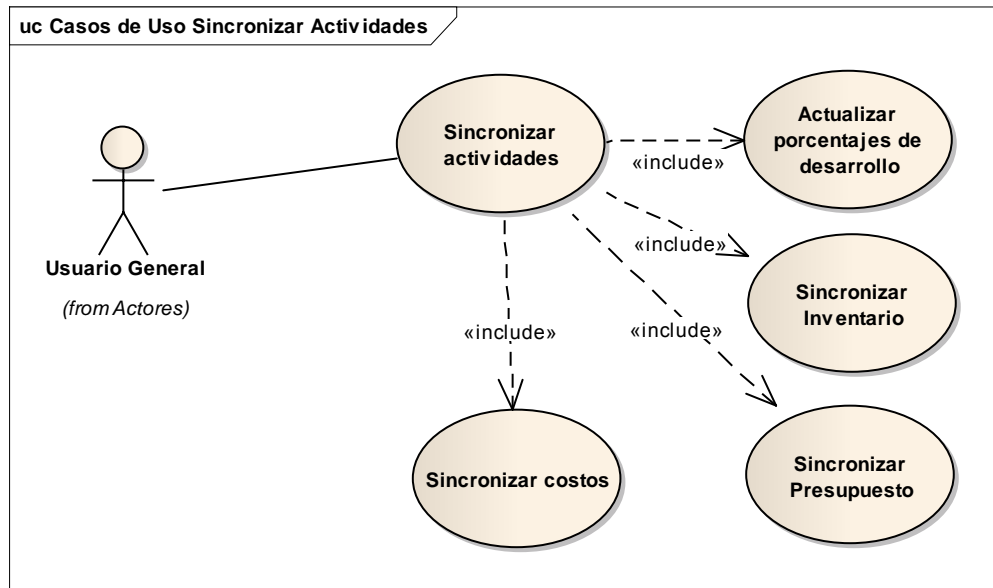 uc Casos de Uso Sincronizar Actividades
Sincronizar
actividades
Actualizar
porcentajes de
desarrollo
«include»
«include»
Usuario General
(from Actores)
Sincronizar
Inventario
«include»
«include»
Sincronizar costos
Sincronizar
Presupuesto